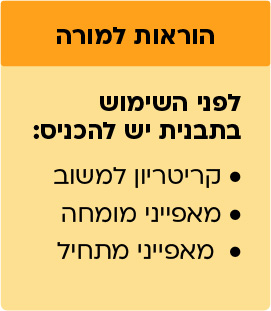 הוראות למורה
לפני השימוש
בתבנית יש להכניס:
• קריטריון למשוב
• מאפייני מומחה
• מאפייני מתחיל